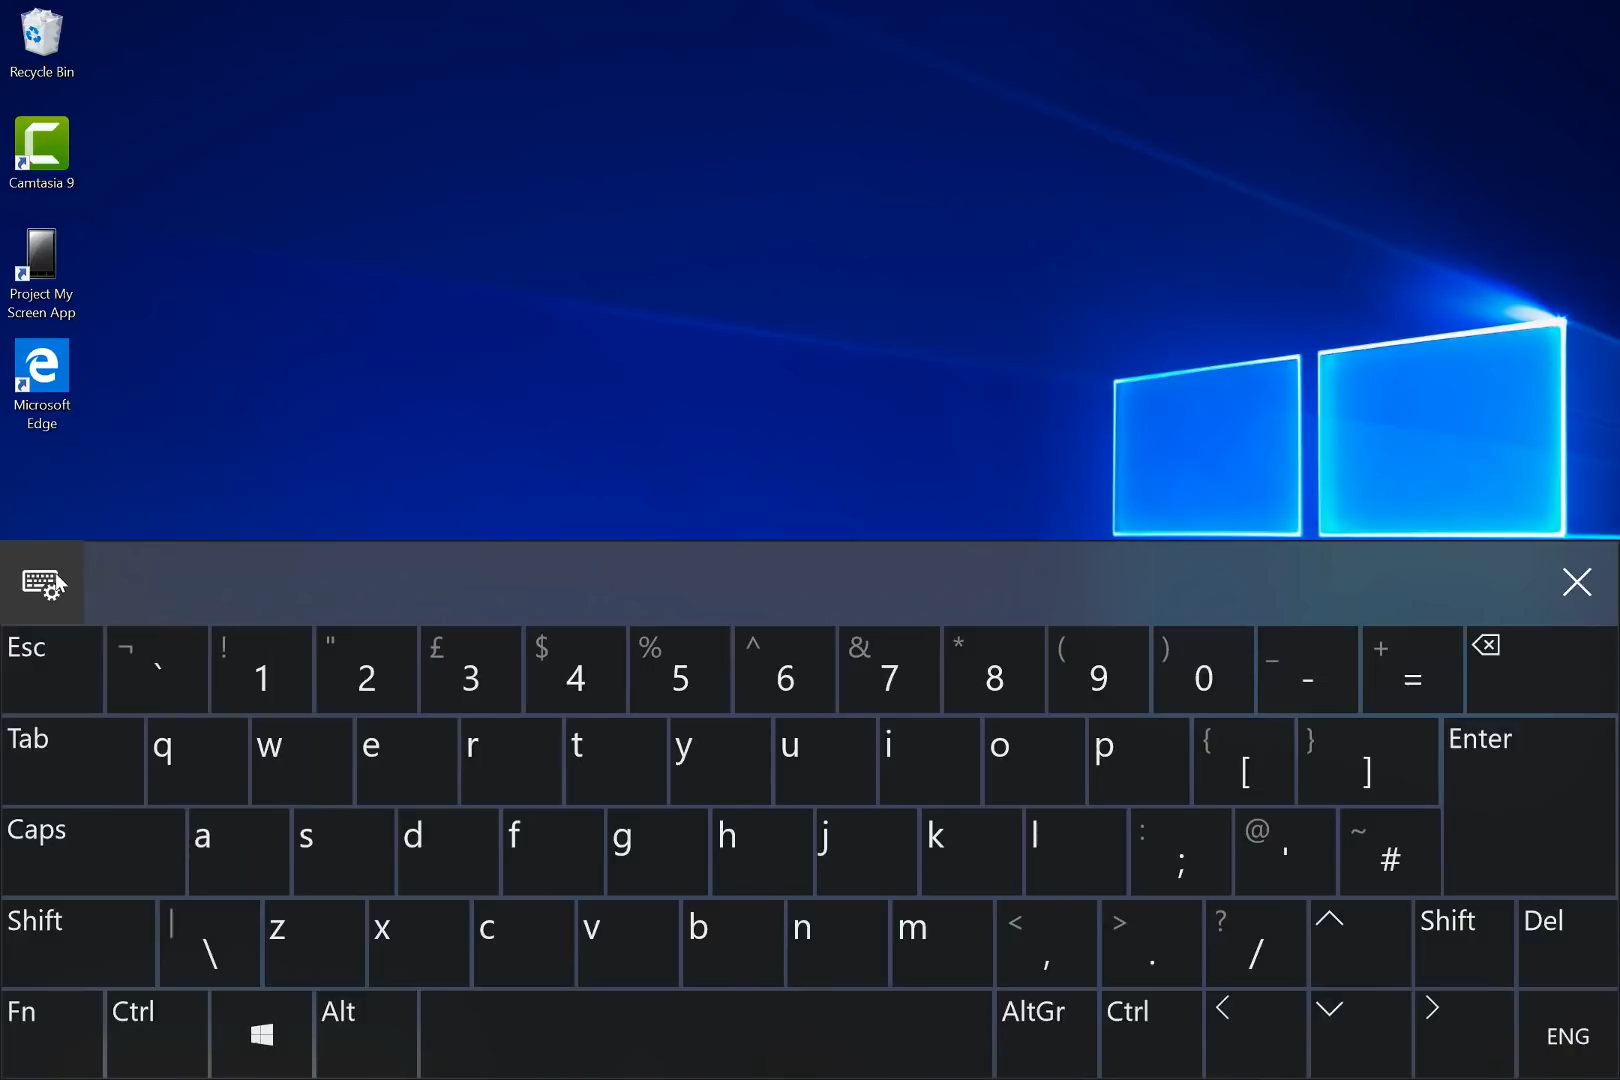 Recycle Bin
Camtasia 9
Project My
Screen App
Microsoft
Edge
Esc ¬ ` ! 1 " 2 £ 3 $ 4 % 5 ^ 6 & 7 * 8 ( 9 ) 0 _ - + =
Tab q w e r t y u i o p { [ } ] Enter
Caps a s d f g h j k l : ; @ ' ~ #
Shift | \ z x c v b n m < , > . ? / Shift Del
Fn Ctrl Alt AltGr Ctrl ENG